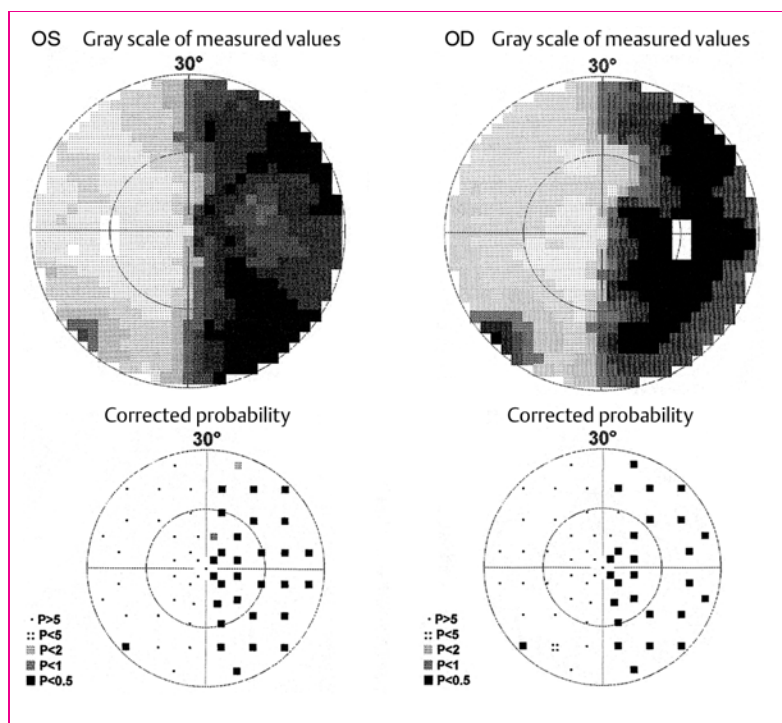 OS Gray scale of measured values
30°
OD Gray scale of measured values
30°
Corrected probability
30°
P>5
P<5
P<2
P<1
P<0.5
Corrected probability
30°
P>5
P<5
P<2
P<1
P<0.5